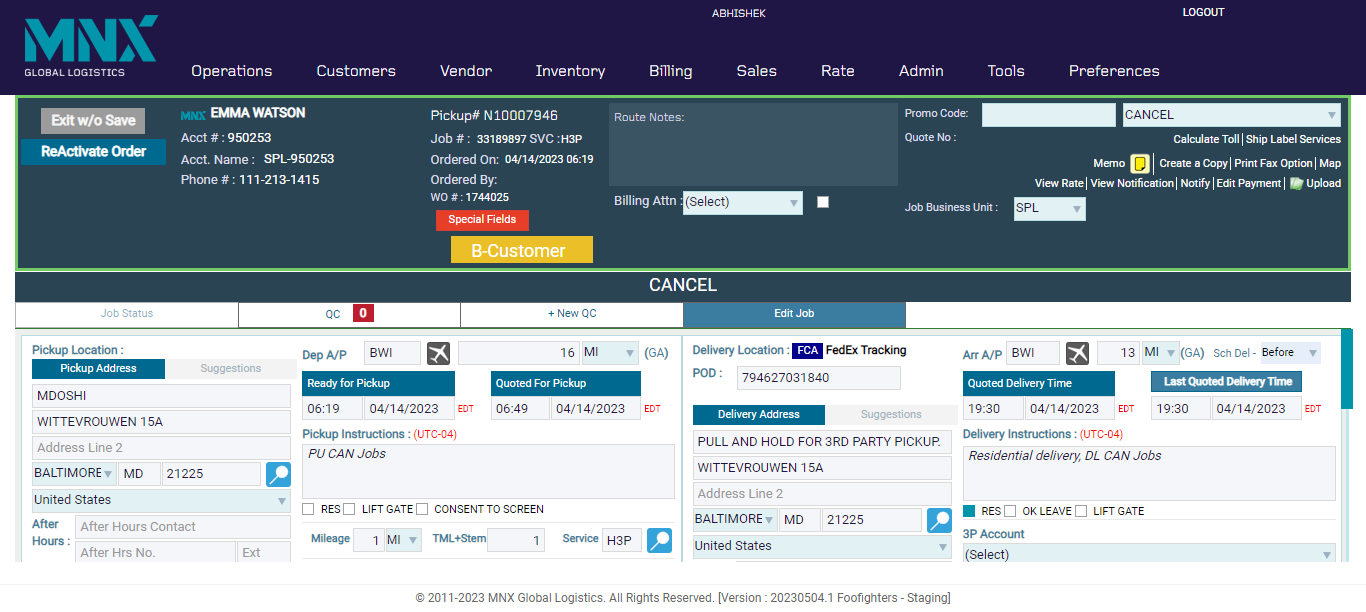 MNX
GLOBAL LOGISTICS
ABHISHEK
LOGOUT
Operations Customers Vendor Inventory Billing Sales Rate Admin Tools Preferences
Exit w/o Save
ReActivate Order
MNX EMMA WATSON
Acct # : 950253
Acct. Name : SPL-950253
Phone # : 111-213-1415
Pickup# N10007946
Job # : 33189897 SVC :H3P
Ordered On: 04/14/2023 06:19
Ordered By:
WO # : 1744025
Special Fields
B-Customer
Route Notes:
Billing Attn : (Select)
Promo Code: CANCEL
Quote No :
Calculate Toll| Ship Label Services
Memo | Create a Copy| Print Fax Option| Map
View Rate| View Notification| Notify| Edit Payment| Upload
Job Business Unit : SPL
CANCEL
Job Status QC 0 + New QC Edit Job
Pickup Location :
Pickup Address Suggestions
MDOSHI
WITTEVROUWEN 15A
Address Line 2
BALTIMORE MD 21225
United States
After Hours : After Hours Contact
After Hrs No. Ext
Dep A/P BWI 16 MI (GA)
Ready for Pickup Quoted For Pickup
06:19 04/14/2023 EDT 06:49 04/14/2023 EDT
Pickup Instructions : (UTC-04)
PU CAN Jobs
RES LIFT GATE CONSENT TO SCREEN
Mileage 1 MI TML+Stem 1 Service H3P
Delivery Location : FCA FedEx Tracking
POD : 794627031840
Delivery Address Suggestions
PULL AND HOLD FOR 3RD PARTY PICKUP.
WITTEVROUWEN 15A
Address Line 2
BALTIMORE MD 21225
United States
Arr A/P BWI 13 MI (GA) Sch Del - Before
Quoted Delivery Time Last Quoted Delivery Time
19:30 04/14/2023 EDT 19:30 04/14/2023 EDT
Delivery Instructions : (UTC-04)
Residential delivery, DL CAN Jobs
RES OK LEAVE LIFT GATE
3P Account
(Select)
© 2011-2023 MNX Global Logistics. All Rights Reserved. [Version : 20230504.1 Foofighters - Staging]